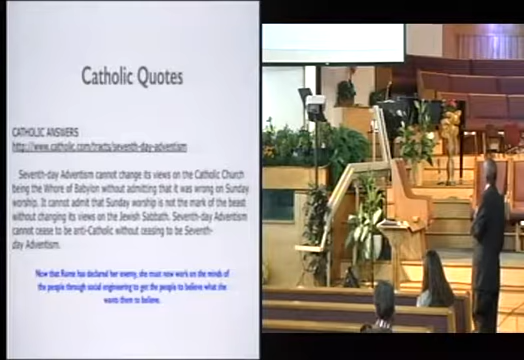 Catholic Quotes
CATHOLIC ANSWERS
http://www.catholic.com/tracts/seventh-day-adventism
Seventh-day Adventism cannot change its views on the Catholic Church
being the Whore of Babylon without admitting that it was wrong on Sunday
worship. It cannot admit that Sunday worship is not the mark of the beast
without changing its views on the Jewish Sabbath. Seventh-day Adventism
cannot cease to be anti-Catholic without ceasing to be Seventh-
day Adventism.
Now that Rome has declared her enemy, she must now work on the minds of
the people through social engineering to get the people to believe what she
wants them to believe.